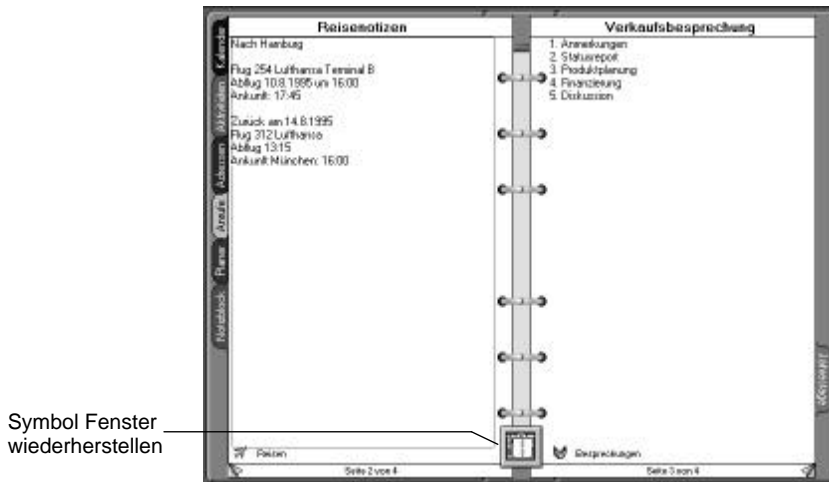 Reisenotizen
Nach Hamburg
Flug 254 Lufthansa Terminal B
Abflug 10.8.1995 um 16:00
Ankunft: 17:45
Zurück am 14.8.1995
Flug 312 Lufthansa
Abflug 13:15
Ankunft München: 16:00
Reisen
Seite 2 von 4
Verkaufsbesprechung
1. Anmerkungen
2. Statusreport
3. Produktplanung
4. Finanzierung
5. Diskussion
Besprechungen
Seite 3 von 4
Kalender
Aktivitäten
Adressen
Anrufe
Planer
Notizblock
Jahrestage
Symbol Fenster
wiederherstellen